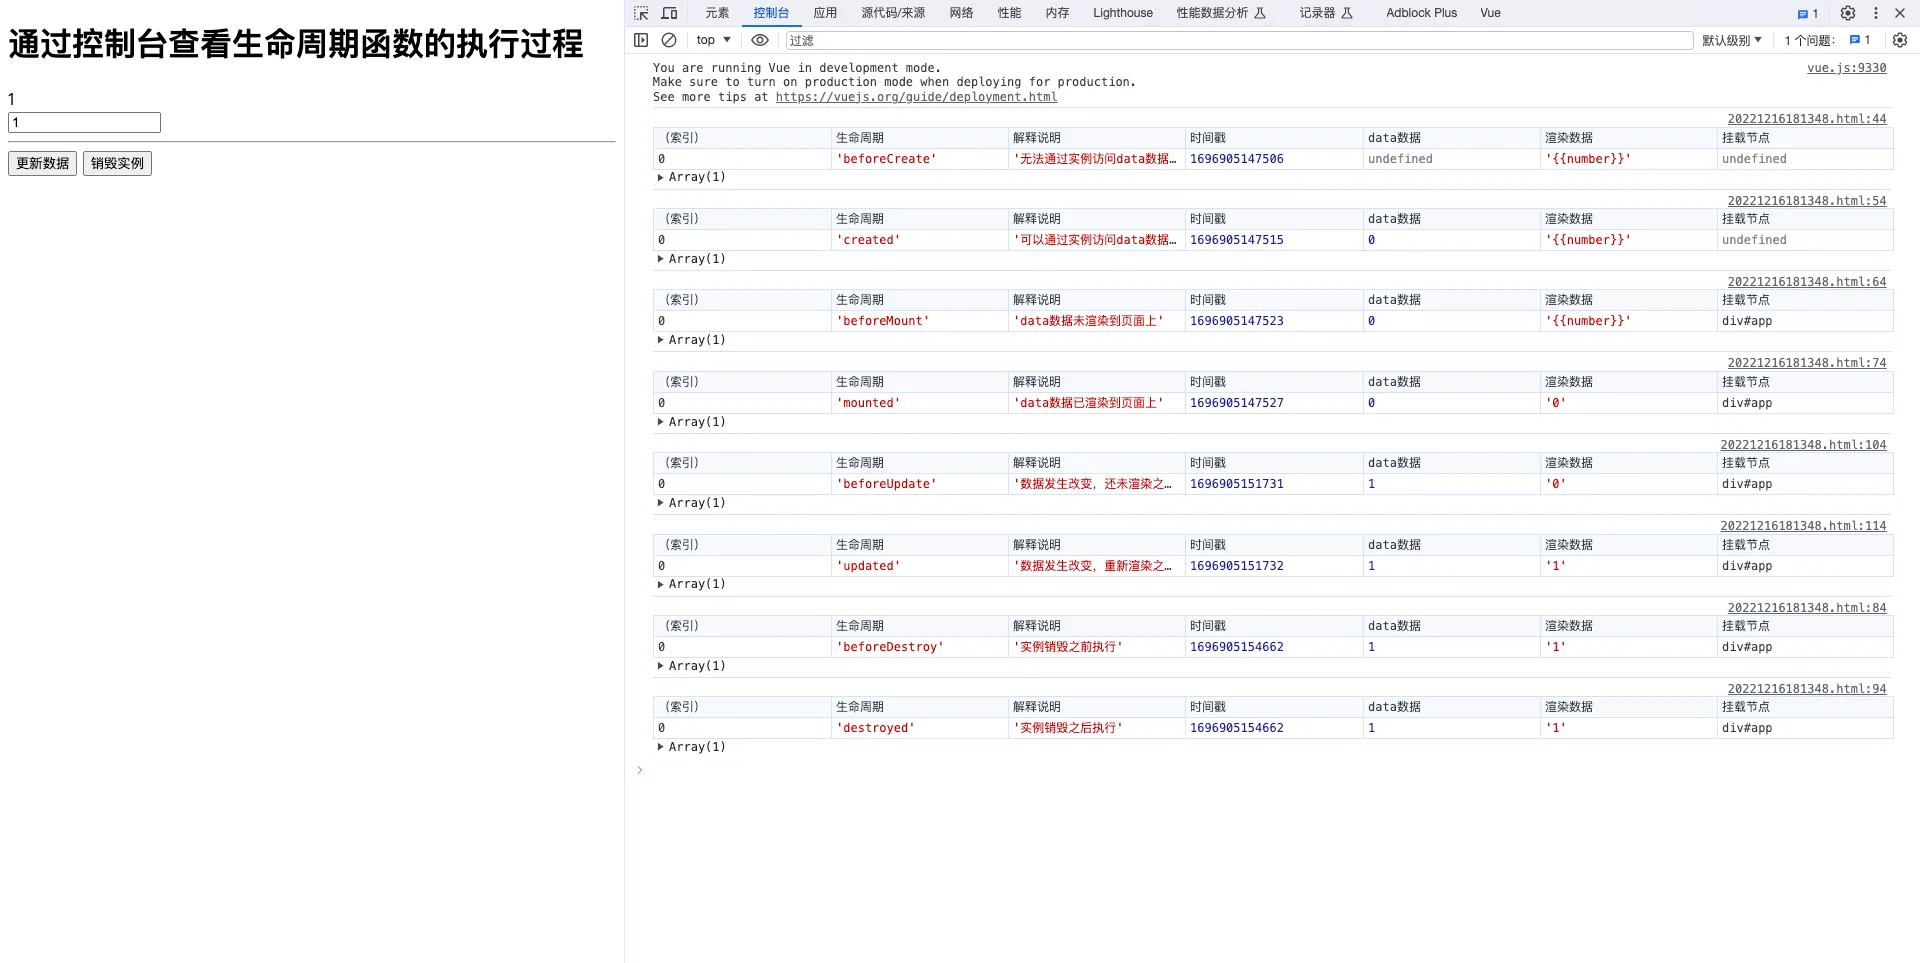 通过控制台查看生命周期函数的执行过程
1
1
更新数据 销毁实例
元素 控制台 应用 源代码/来源 网络 性能 内存 Lighthouse 性能数据分析 记录器 Adblock Plus Vue 1
top 过滤 默认级别 1 个问题: 1
You are running Vue in development mode. vue.js:9330
Make sure to turn on production mode when deploying for production.
See more tips at https://vuejs.org/guide/deployment.html
20221216181348.html:44
(索引) 生命周期 解释说明 时间戳 data数据 渲染数据 挂载节点
0 'beforeCreate' '无法通过实例访问data数据… 1696905147506 undefined '{{number}}' undefined
Array(1)
20221216181348.html:54
(索引) 生命周期 解释说明 时间戳 data数据 渲染数据 挂载节点
0 'created' '可以通过实例访问data数据… 1696905147515 0 '{{number}}' undefined
Array(1)
20221216181348.html:64
(索引) 生命周期 解释说明 时间戳 data数据 渲染数据 挂载节点
0 'beforeMount' 'data数据未渲染到页面上' 1696905147523 0 '{{number}}' div#app
Array(1)
20221216181348.html:74
(索引) 生命周期 解释说明 时间戳 data数据 渲染数据 挂载节点
0 'mounted' 'data数据已渲染到页面上' 1696905147527 0 '0' div#app
Array(1)
20221216181348.html:104
(索引) 生命周期 解释说明 时间戳 data数据 渲染数据 挂载节点
0 'beforeUpdate' '数据发生改变，还未渲染之… 1696905151731 1 '0' div#app
Array(1)
20221216181348.html:114
(索引) 生命周期 解释说明 时间戳 data数据 渲染数据 挂载节点
0 'updated' '数据发生改变，重新渲染之… 1696905151732 1 '1' div#app
Array(1)
20221216181348.html:84
(索引) 生命周期 解释说明 时间戳 data数据 渲染数据 挂载节点
0 'beforeDestroy' '实例销毁之前执行' 1696905154662 1 '1' div#app
Array(1)
20221216181348.html:94
(索引) 生命周期 解释说明 时间戳 data数据 渲染数据 挂载节点
0 'destroyed' '实例销毁之后执行' 1696905154662 1 '1' div#app
Array(1)